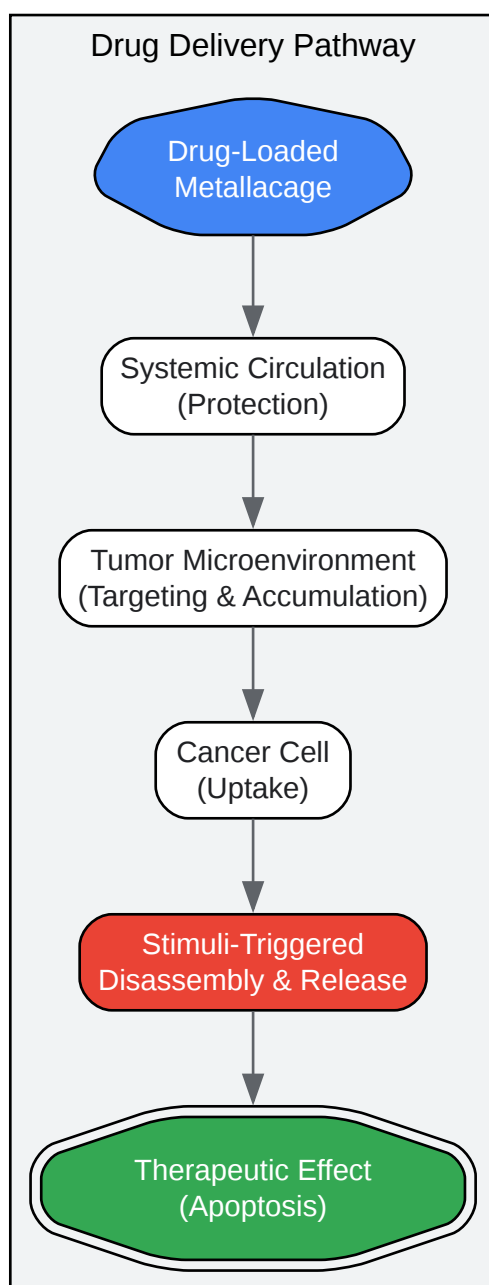 Drug Delivery Pathway
Drug-Loaded
Metallacage
Systemic Circulation
(Protection)
Tumor Microenvironment
(Targeting & Accumulation)
Cancer Cell
(Uptake)
Stimuli-Triggered
Disassembly & Release
Therapeutic Effect
(Apoptosis)